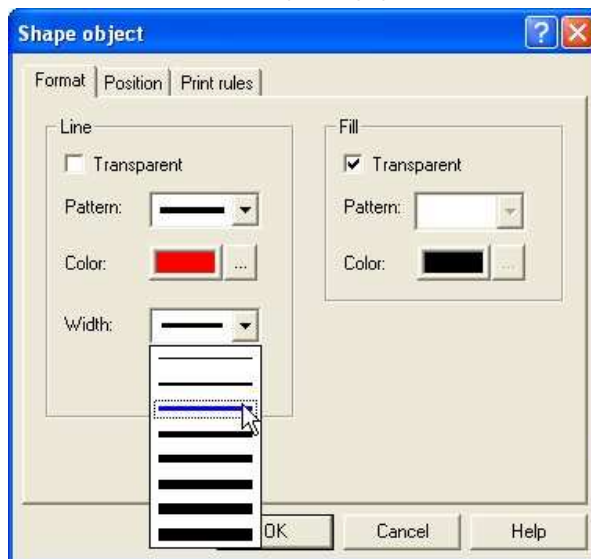 Shape object
Format Position Print rules
Line Fill
Transparent Transparent
Pattern: Pattern:
Color: ... Color: ...
Width:
OK Cancel Help